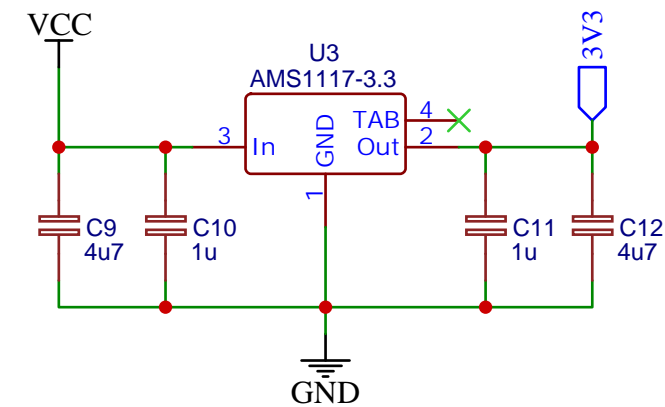 VCC
3V3
U3
AMS1117-3.3
TAB
4
3
In
GND
Out
2
1
C9
4u7
C10
1u
C11
1u
C12
4u7
GND